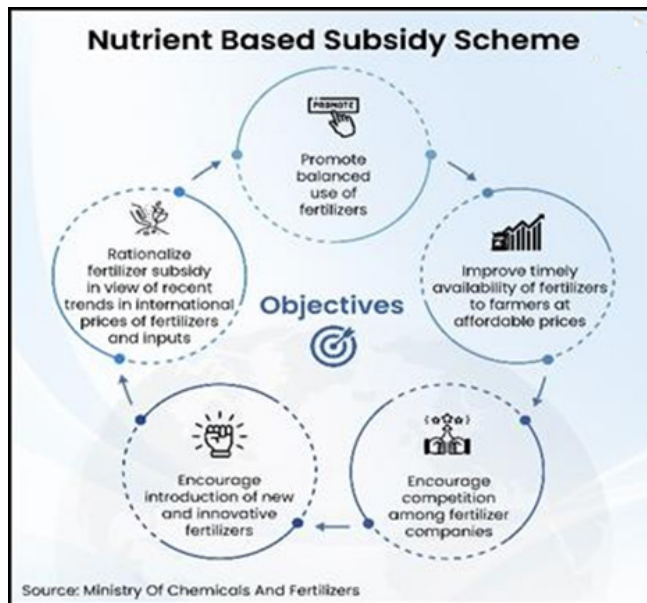 Nutrient Based Subsidy Scheme
PROMOTE
Promote
balanced
use of
fertilizers
Improve timely
availability of fertilizers
to farmers at
affordable prices
Encourage
competition
among fertilizer
companies
Encourage
introduction of new
and innovative
fertilizers
Rationalize
fertilizer subsidy
in view of recent
trends in international
prices of fertilizers
and inputs
Objectives
Source: Ministry Of Chemicals And Fertilizers